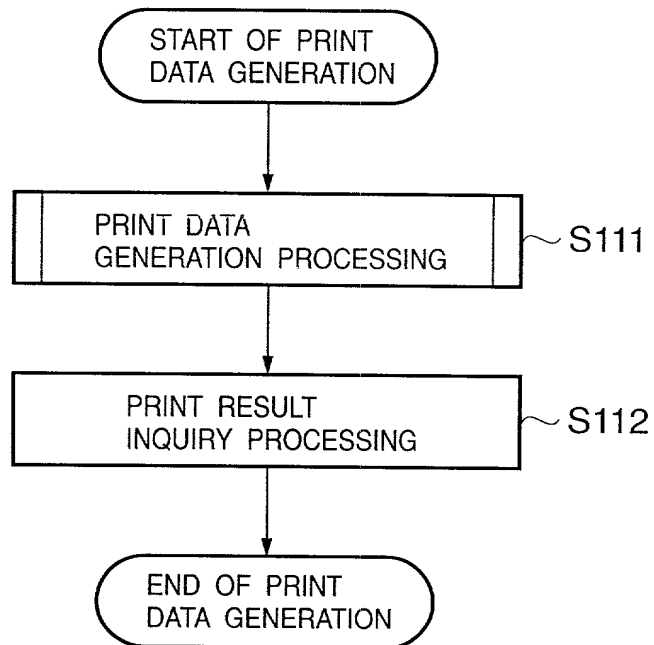 START OF PRINT
DATA GENERATION
PRINT DATA
GENERATION PROCESSING
S111
PRINT RESULT
INQUIRY PROCESSING
S112
END OF PRINT
DATA GENERATION